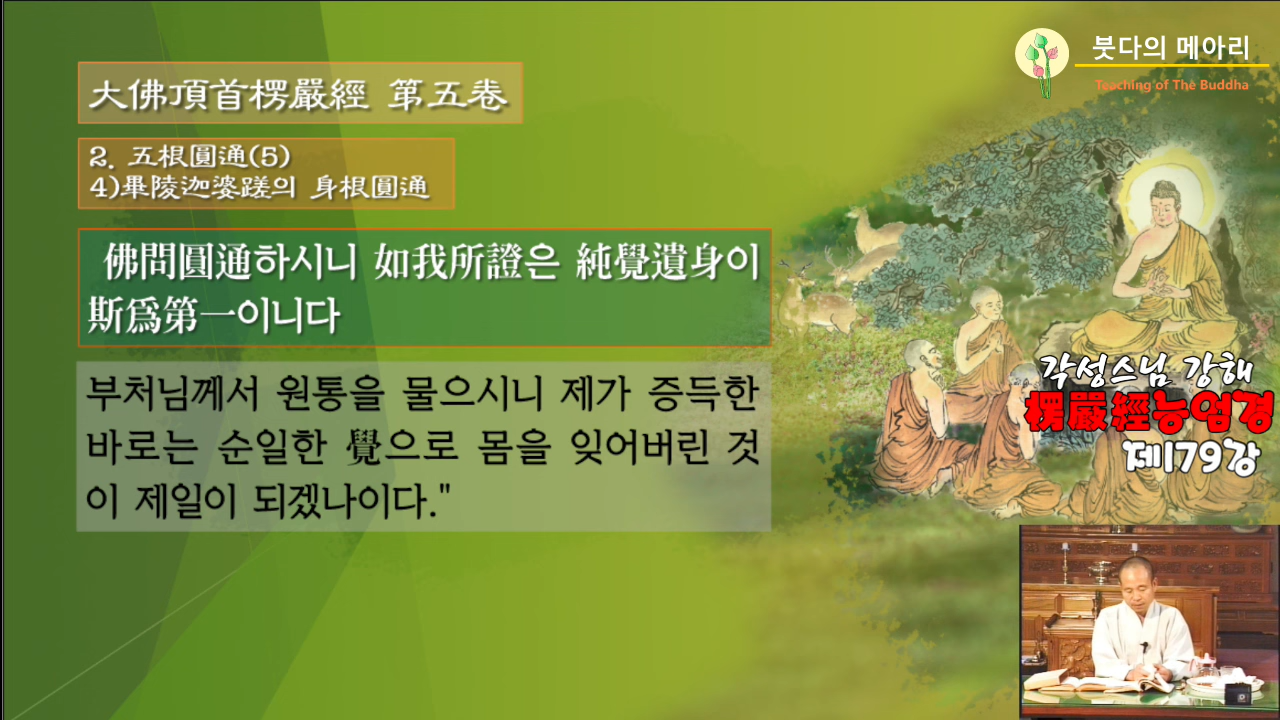 붓다의 메아리
Teaching of The Buddha
大佛頂首楞嚴經 第五卷
2. 五根圓通(5)
4)畢陵迦婆蹉의 身根圓通
佛問圓通하시니 如我所證은 純覺遺身이
斯爲第一이니다
부처님께서 원통을 물으시니 제가 증득한
바로는 순일한 覺으로 몸을 잊어버린 것
이 제일이 되겠나이다."
각성스님 강해
楞嚴經능엄경
제179강